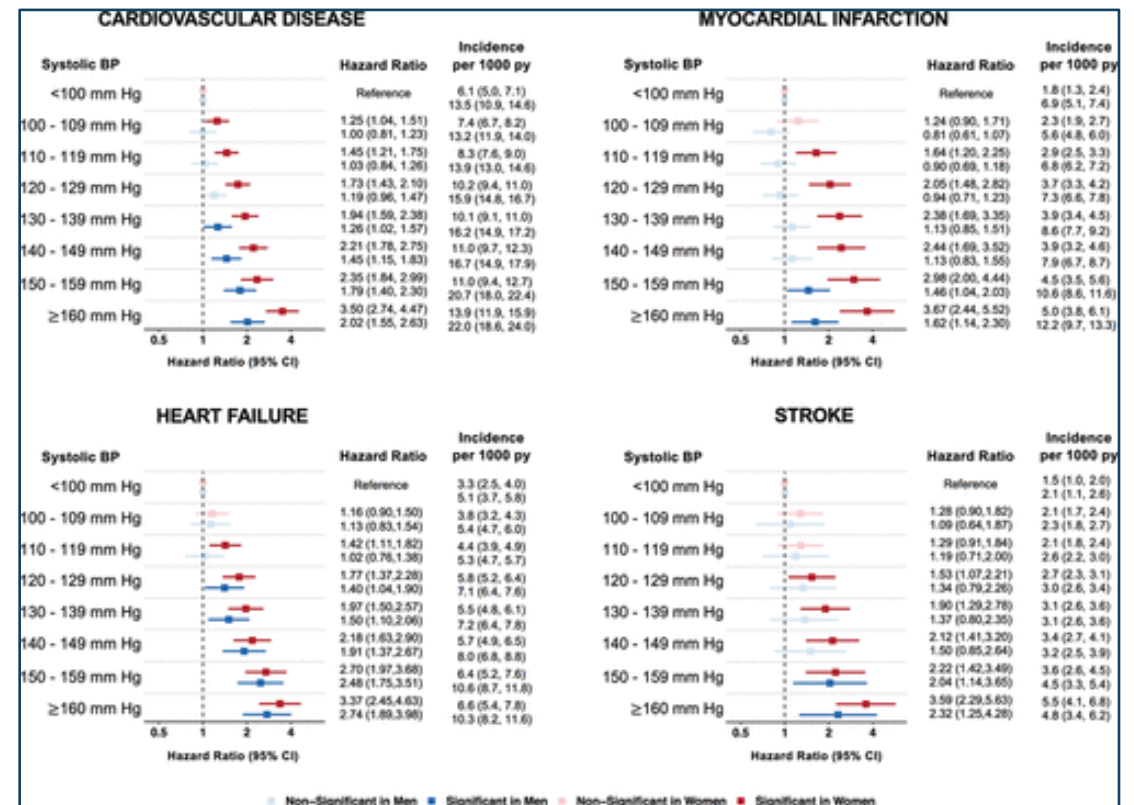 CARDIOVASCULAR DISEASE
Systolic BP Hazard Ratio Incidence per 1000 py
<100 mm Hg Reference 6.1 (5.0, 7.1)
13.5 (10.9, 14.6)
100 - 109 mm Hg 1.25 (1.04, 1.51) 7.4 (6.7, 8.2)
1.00 (0.81, 1.23) 13.2 (11.9, 14.0)
110 - 119 mm Hg 1.45 (1.21, 1.75) 8.3 (7.6, 9.0)
1.03 (0.84, 1.26) 13.9 (13.0, 14.6)
120 - 129 mm Hg 1.73 (1.43, 2.10) 10.2 (9.4, 11.0)
1.19 (0.96, 1.47) 15.9 (14.8, 16.7)
130 - 139 mm Hg 1.94 (1.59, 2.38) 10.1 (9.1, 11.0)
1.26 (1.02, 1.57) 16.2 (14.9, 17.2)
140 - 149 mm Hg 2.21 (1.78, 2.75) 11.0 (9.7, 12.3)
1.45 (1.15, 1.83) 16.7 (14.9, 17.9)
150 - 159 mm Hg 2.35 (1.84, 2.99) 11.0 (9.4, 12.7)
1.79 (1.40, 2.30) 20.7 (18.0, 22.4)
≥160 mm Hg 3.50 (2.74, 4.47) 13.9 (11.9, 15.9)
2.02 (1.55, 2.63) 22.0 (18.6, 24.0)
0.5 1 2 4
Hazard Ratio (95% CI)
MYOCARDIAL INFARCTION
Systolic BP Hazard Ratio Incidence per 1000 py
<100 mm Hg Reference 1.8 (1.3, 2.4)
6.9 (5.1, 7.4)
100 - 109 mm Hg 1.24 (0.90, 1.71) 2.3 (1.9, 2.7)
0.81 (0.61, 1.07) 5.6 (4.8, 6.0)
110 - 119 mm Hg 1.64 (1.20, 2.25) 2.9 (2.5, 3.3)
0.90 (0.69, 1.18) 6.8 (6.2, 7.2)
120 - 129 mm Hg 2.05 (1.48, 2.82) 3.7 (3.3, 4.2)
0.94 (0.71, 1.23) 7.3 (6.6, 7.8)
130 - 139 mm Hg 2.38 (1.69, 3.35) 3.9 (3.4, 4.5)
1.13 (0.85, 1.51) 8.6 (7.7, 9.2)
140 - 149 mm Hg 2.44 (1.69, 3.52) 3.9 (3.2, 4.6)
1.13 (0.83, 1.55) 7.9 (6.7, 8.7)
150 - 159 mm Hg 2.98 (2.00, 4.44) 4.5 (3.5, 5.6)
1.46 (1.04, 2.03) 10.6 (8.6, 11.6)
≥160 mm Hg 3.67 (2.44, 5.52) 5.0 (3.8, 6.1)
1.62 (1.14, 2.30) 12.2 (9.7, 13.3)
0.5 1 2 4
Hazard Ratio (95% CI)
HEART FAILURE
Systolic BP Hazard Ratio Incidence per 1000 py
<100 mm Hg Reference 3.3 (2.5, 4.0)
5.1 (3.7, 5.8)
100 - 109 mm Hg 1.16 (0.90,1.50) 3.8 (3.2, 4.3)
1.13 (0.83,1.54) 5.4 (4.7, 6.0)
110 - 119 mm Hg 1.42 (1.11,1.82) 4.4 (3.9, 4.9)
1.02 (0.76,1.38) 5.3 (4.7, 5.7)
120 - 129 mm Hg 1.77 (1.37,2.28) 5.8 (5.2, 6.4)
1.40 (1.04,1.90) 7.1 (6.4, 7.6)
130 - 139 mm Hg 1.97 (1.50,2.57) 5.5 (4.8, 6.1)
1.50 (1.10,2.06) 7.2 (6.4, 7.8)
140 - 149 mm Hg 2.18 (1.63,2.90) 5.7 (4.9, 6.5)
1.91 (1.37,2.67) 8.0 (6.8, 8.8)
150 - 159 mm Hg 2.70 (1.97,3.68) 6.4 (5.2, 7.6)
2.48 (1.75,3.51) 10.6 (8.7, 11.8)
≥160 mm Hg 3.37 (2.45,4.63) 6.6 (5.4, 7.8)
2.74 (1.89,3.98) 10.3 (8.2, 11.6)
0.5 1 2 4
Hazard Ratio (95% CI)
STROKE
Systolic BP Hazard Ratio Incidence per 1000 py
<100 mm Hg Reference 1.5 (1.0, 2.0)
2.1 (1.1, 2.6)
100 - 109 mm Hg 1.28 (0.90,1.82) 2.1 (1.7, 2.4)
1.09 (0.64,1.87) 2.3 (1.8, 2.7)
110 - 119 mm Hg 1.29 (0.91,1.84) 2.1 (1.8, 2.4)
1.19 (0.71,2.00) 2.6 (2.2, 3.0)
120 - 129 mm Hg 1.53 (1.07,2.21) 2.7 (2.3, 3.1)
1.34 (0.79,2.26) 3.0 (2.6, 3.4)
130 - 139 mm Hg 1.90 (1.29,2.78) 3.1 (2.6, 3.6)
1.37 (0.80,2.35) 3.1 (2.6, 3.6)
140 - 149 mm Hg 2.12 (1.41,3.20) 3.4 (2.7, 4.1)
1.50 (0.85,2.64) 3.2 (2.5, 3.9)
150 - 159 mm Hg 2.22 (1.42,3.49) 3.6 (2.6, 4.5)
2.04 (1.14,3.65) 4.5 (3.3, 5.4)
≥160 mm Hg 3.59 (2.29,5.63) 5.5 (4.1, 6.8)
2.32 (1.25,4.28) 4.8 (3.4, 6.2)
0.5 1 2 4
Hazard Ratio (95% CI)
Non-Significant in Men Significant in Men Non-Significant in Women Significant in Women